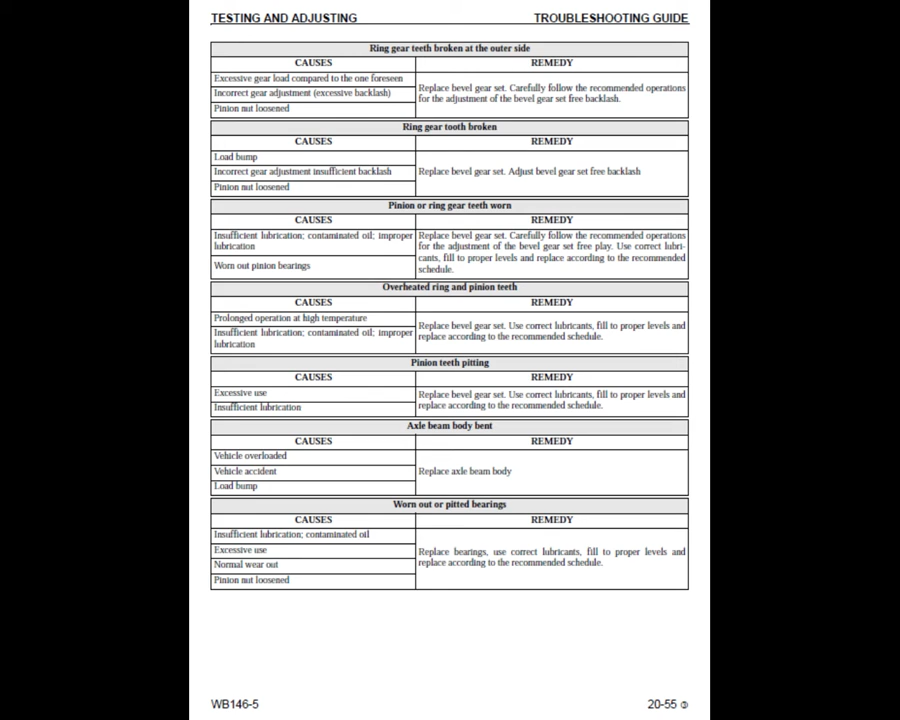 TESTING AND ADJUSTING TROUBLESHOOTING GUIDE
Ring gear teeth broken at the outer side
CAUSES REMEDY
Excessive gear load compared to the one foreseen
Incorrect gear adjustment (excessive backlash)
Pinion nut loosened
Replace bevel gear set. Carefully follow the recommended operations
for the adjustment of the bevel gear set free backlash.
Ring gear tooth broken
CAUSES REMEDY
Load bump
Incorrect gear adjustment insufficient backlash
Pinion nut loosened
Replace bevel gear set. Adjust bevel gear set free backlash
Pinion or ring gear teeth worn
CAUSES REMEDY
Insufficient lubrication; contaminated oil; improper
lubrication
Worn out pinion bearings
Replace bevel gear set. Carefully follow the recommended operations
for the adjustment of the bevel gear set free play. Use correct lubri-
cants, fill to proper levels and replace according to the recommended
schedule.
Overheated ring and pinion teeth
CAUSES REMEDY
Prolonged operation at high temperature
Insufficient lubrication; contaminated oil; improper
lubrication
Replace bevel gear set. Use correct lubricants, fill to proper levels and
replace according to the recommended schedule.
Pinion teeth pitting
CAUSES REMEDY
Excessive use
Insufficient lubrication
Replace bevel gear set. Use correct lubricants, fill to proper levels and
replace according to the recommended schedule.
Axle beam body bent
CAUSES REMEDY
Vehicle overloaded
Vehicle accident
Load bump
Replace axle beam body
Worn out or pitted bearings
CAUSES REMEDY
Insufficient lubrication; contaminated oil
Excessive use
Normal wear out
Pinion nut loosened
Replace bearings, use correct lubricants, fill to proper levels and
replace according to the recommended schedule.
WB146-5 20-55